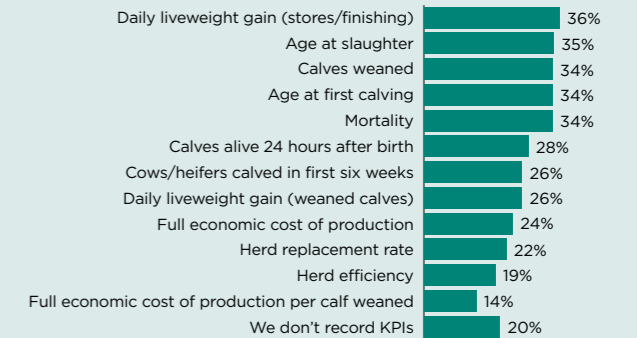 Daily liveweight gain (stores/finishing) 36%
Age at slaughter 35%
Calves weaned 34%
Age at first calving 34%
Mortality 34%
Calves alive 24 hours after birth 28%
Cows/heifers calved in first six weeks 26%
Daily liveweight gain (weaned calves) 26%
Full economic cost of production 24%
Herd replacement rate 22%
Herd efficiency 19%
Full economic cost of production per calf weaned 14%
We don’t record KPIs 20%